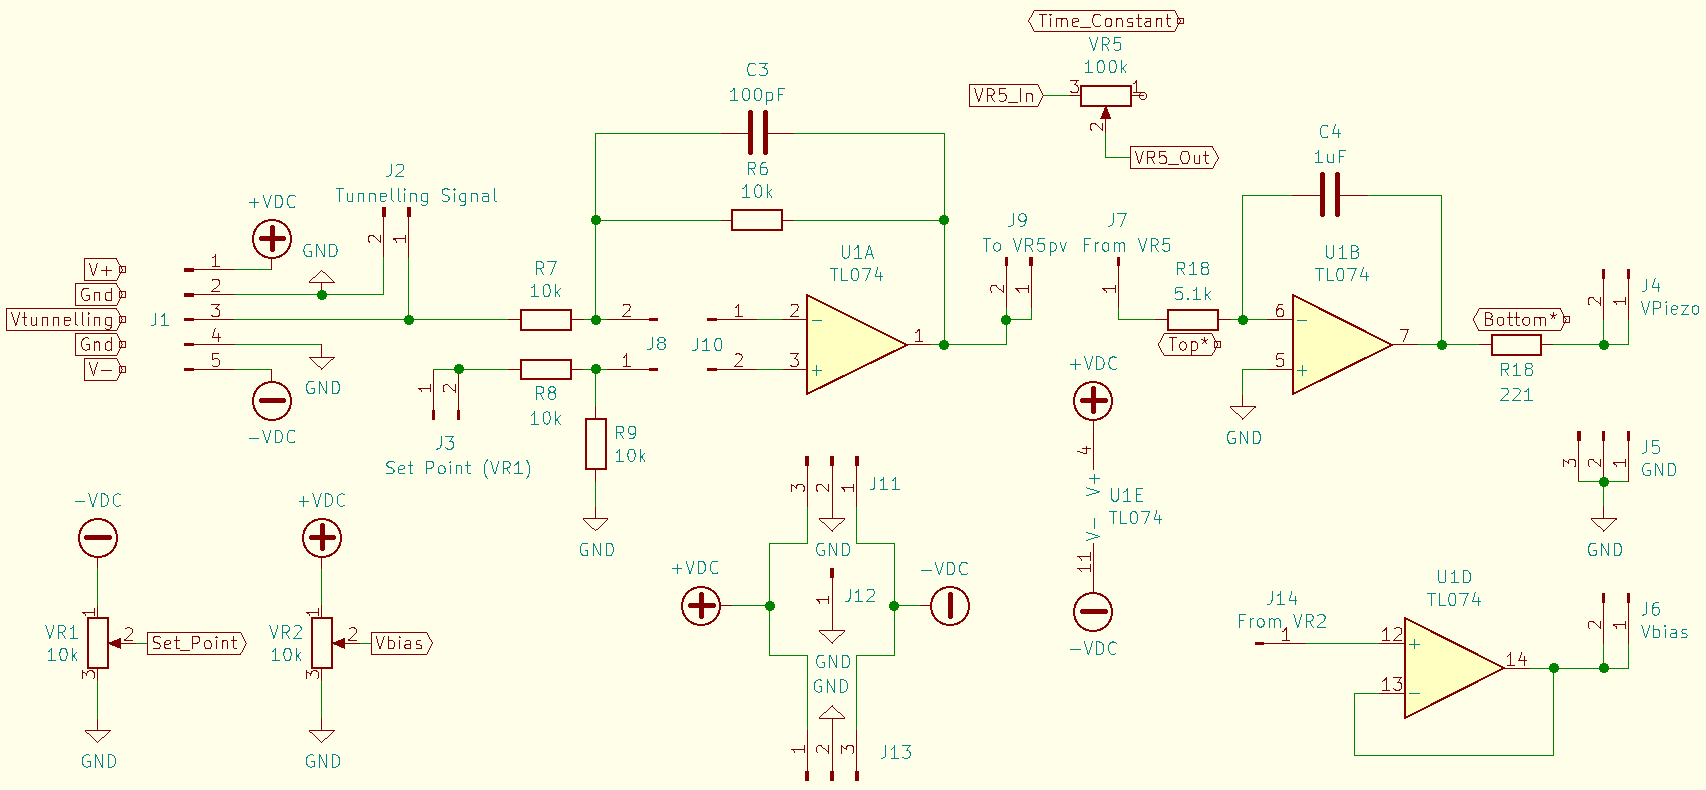 Time_Constant
VR5
100k
3
1
VR5_In
2
VR5_Out
C3
100pF
R6
10k
C4
1uF
J2
Tunnelling Signal
2
1
+VDC
GND
V+
1
Gnd
2
Vtunnelling
3
J1
Gnd
4
V-
5
GND
-VDC
R7
10k
2
1
J8
R8
10k
1
2
J3
Set Point (VR1)
R9
10k
GND
J10
1
2
U1A
TL074
2
-
3
+
1
J9
To VR5pv
2
1
J7
From VR5
1
R18
5.1k
Top*
U1B
TL074
6
-
5
+
7
GND
Bottom*
R18
221
2
1
J4
VPiezo
3
2
1
J5
GND
GND
+VDC
4
V+
U1E
TL074
V-
11
-VDC
-VDC
1
VR1
10k
2
Set_Point
3
GND
+VDC
1
VR2
10k
2
Vbias
3
GND
3
2
1
J11
GND
+VDC
-VDC
1
J12
GND
GND
1
2
3
J13
J14
From VR2
1
U1D
TL074
12
+
13
-
14
2
1
J6
Vbias